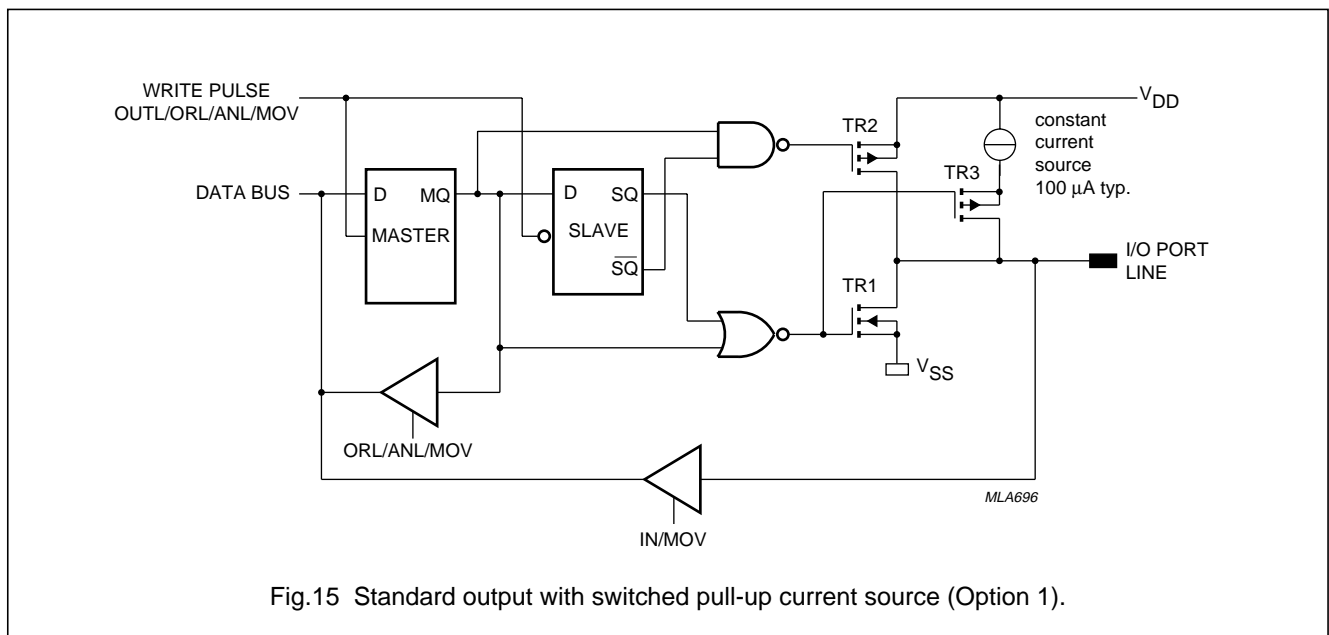 WRITE PULSE
OUTL/ORL/ANL/MOV
DATA BUS
D
MQ
MASTER
D
SQ
SLAVE
SQ
TR2
VDD
constant
current
source
100 µA typ.
TR3
I/O PORT
LINE
TR1
VSS
ORL/ANL/MOV
IN/MOV
MLA696
Fig.15 Standard output with switched pull-up current source (Option 1).